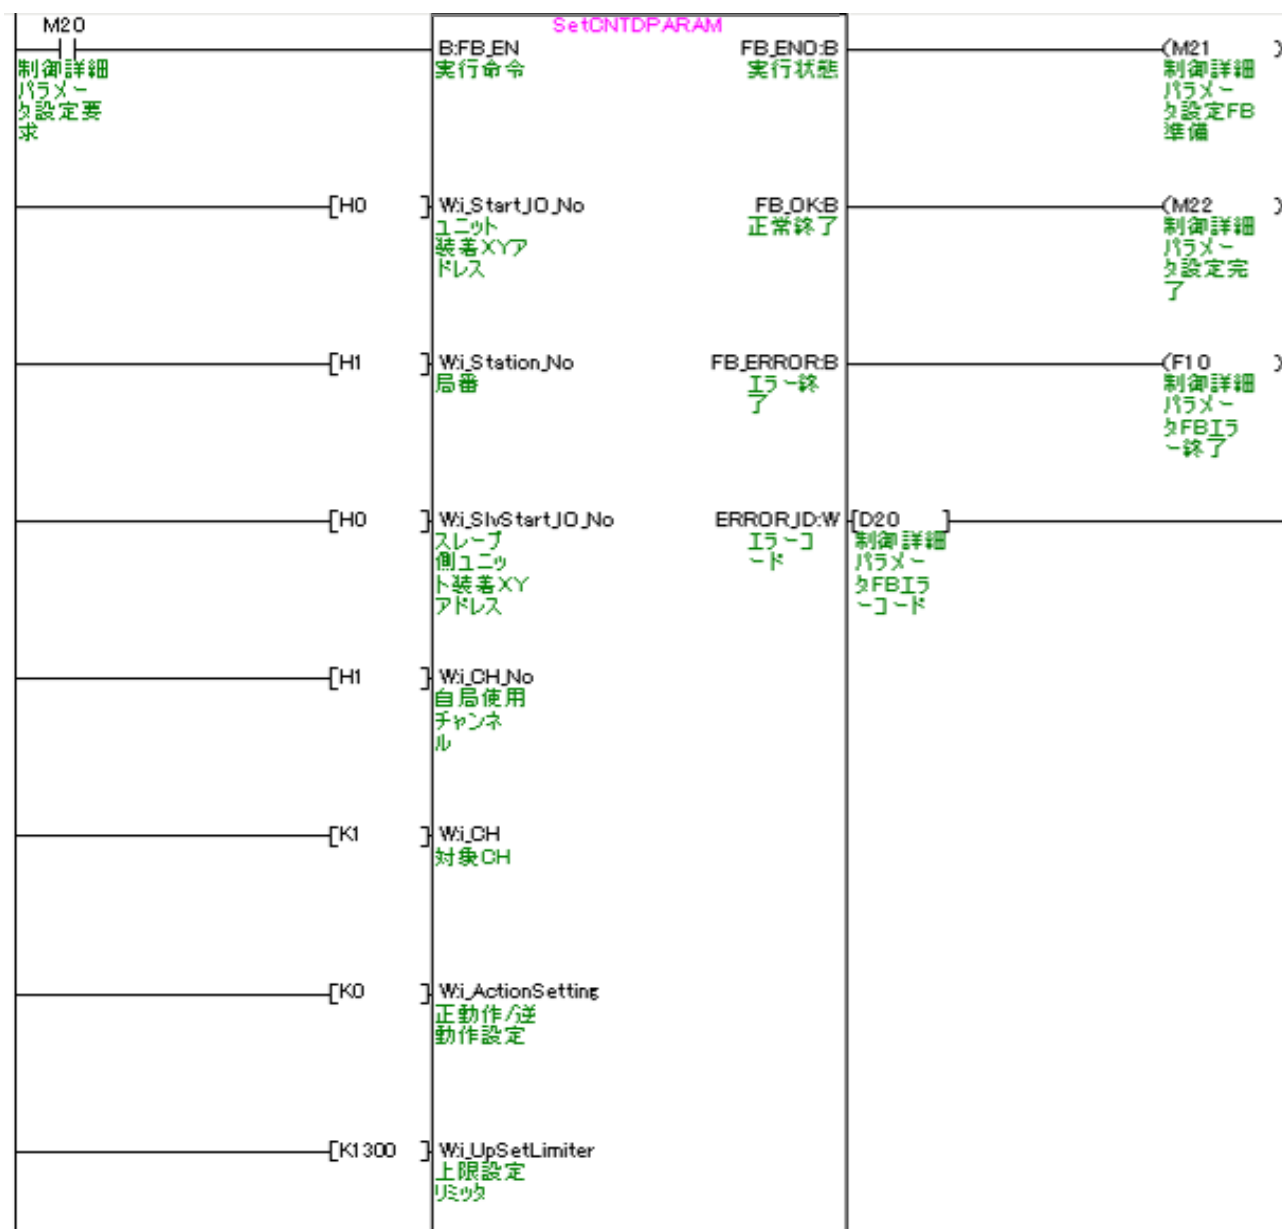 M20
SetCNTDPARAM
B:FB_EN
FB_ENO:B
(M21 )
制御詳細
パラメー
タ設定要
求
実行命令
実行状態
制御詳細
パラメー
タ設定FB
準備
[H0 ]
W:i_Start_IO_No
FB_OK:B
(M22 )
ユニット
装着XYア
ドレス
正常終了
制御詳細
パラメー
タ設定完
了
[H1 ]
W:i_Station_No
FB_ERROR:B
(F10 )
局番
エラー終
了
制御詳細
パラメー
タFBエラ
ー終了
[H0 ]
W:i_SlvStart_IO_No
ERROR_ID:W
[D20 ]
スレーブ
側ユニッ
ト装着XY
アドレス
エラーコ
ード
制御詳細
パラメー
タFBエラ
ーコード
[H1 ]
W:i_CH_No
自局使用
チャンネ
ル
[K1 ]
W:i_CH
対象CH
[K0 ]
W:i_ActionSetting
正動作/逆
動作設定
[K1300 ]
W:i_UpSetLimiter
上限設定
リミッタ